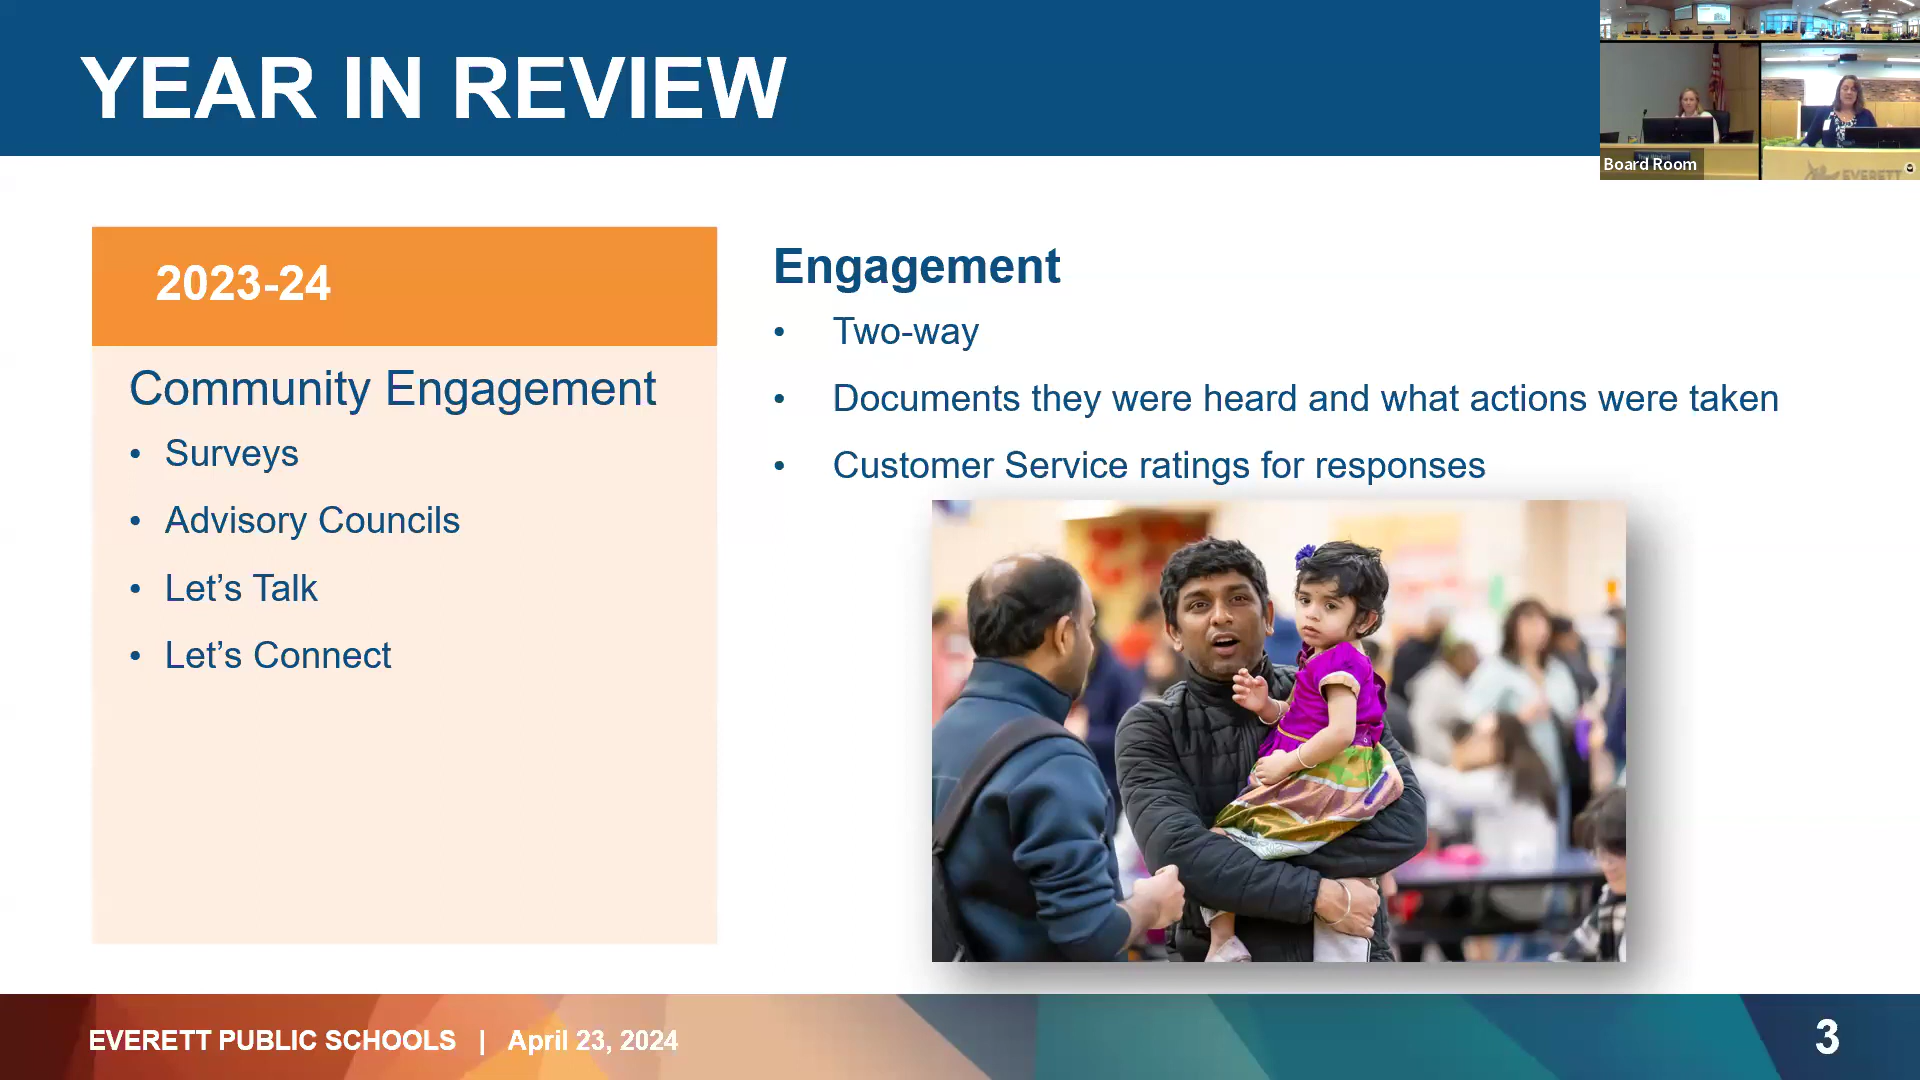 YEAR IN REVIEW
Board Room
EVERETT
2023-24
Community Engagement
• Surveys
• Advisory Councils
• Let’s Talk
• Let’s Connect
Engagement
• Two-way
• Documents they were heard and what actions were taken
• Customer Service ratings for responses
EVERETT PUBLIC SCHOOLS | April 23, 2024
3